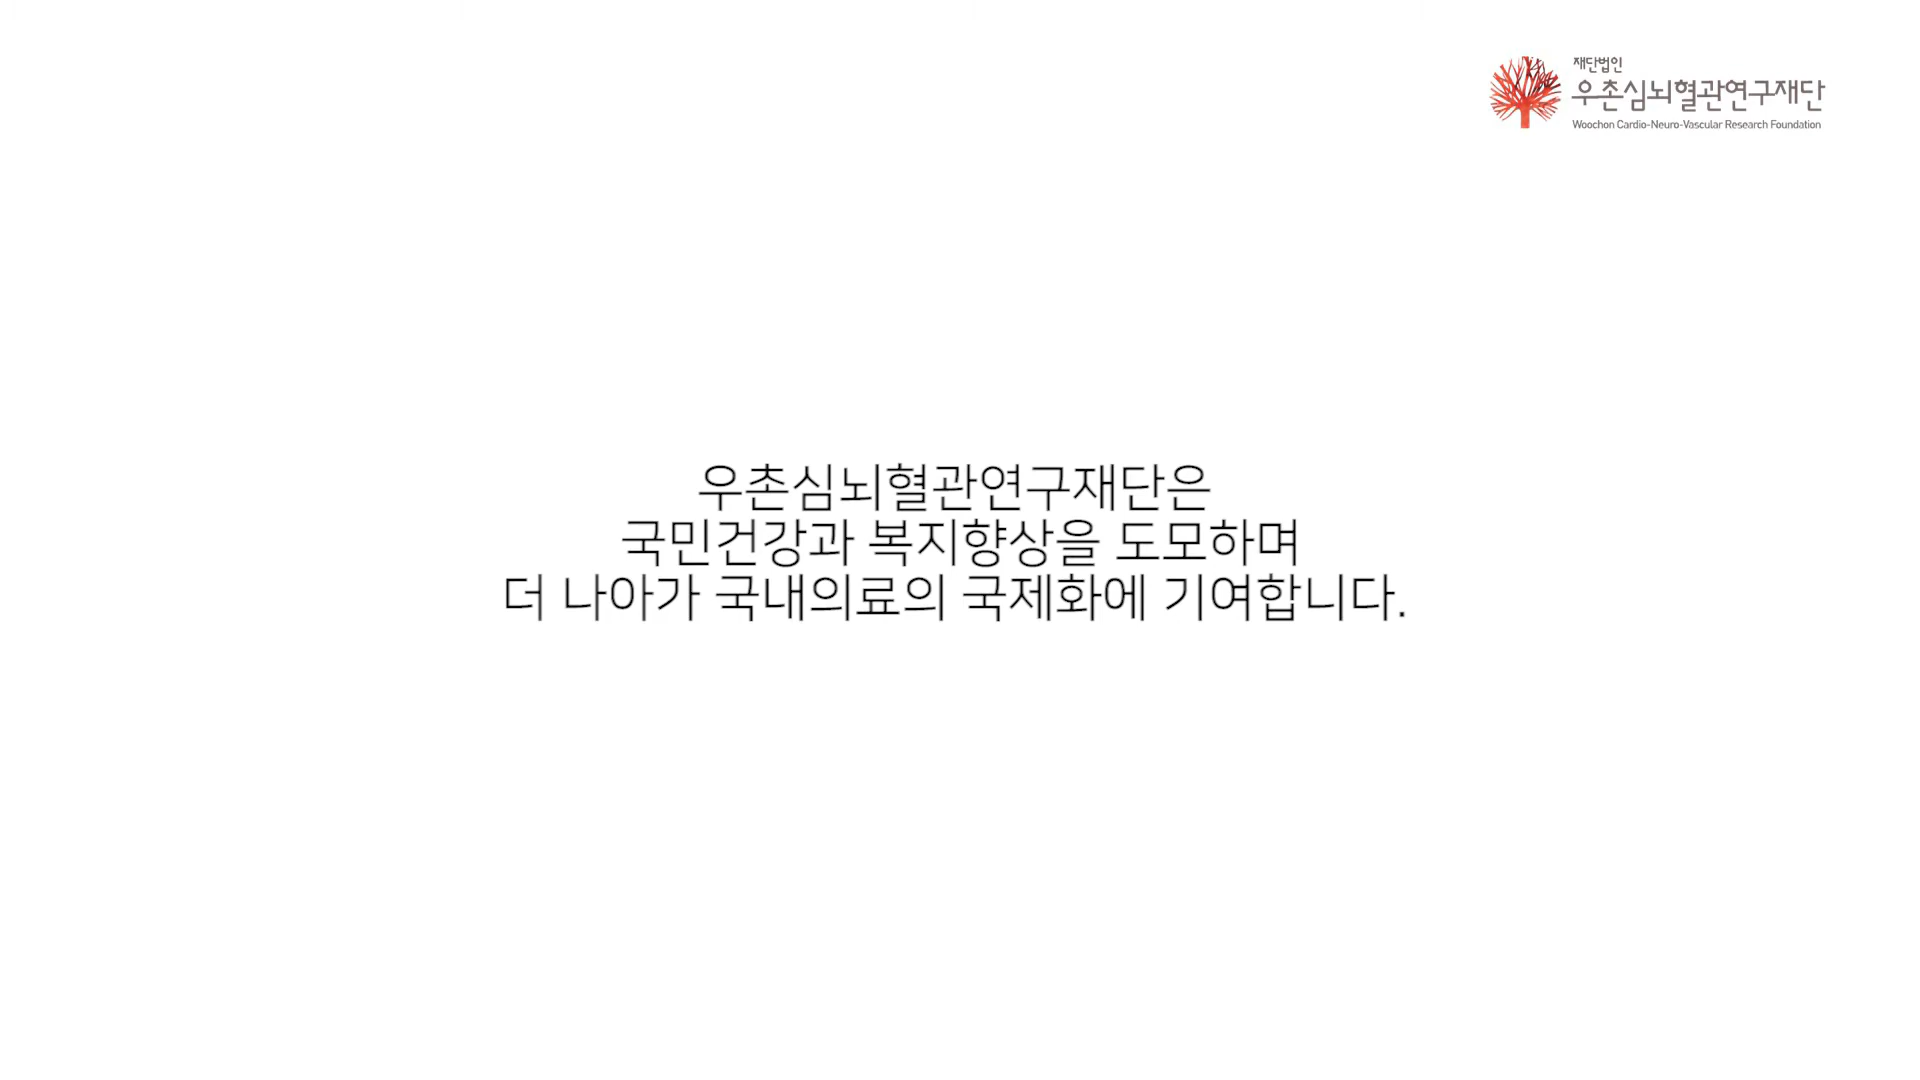 재단법인
우촌심뇌혈관연구재단
Woochon Cardio-Neuro-Vascular Research Foundation
우촌심뇌혈관연구재단은
국민건강과 복지향상을 도모하며
더 나아가 국내의료의 국제화에 기여합니다.